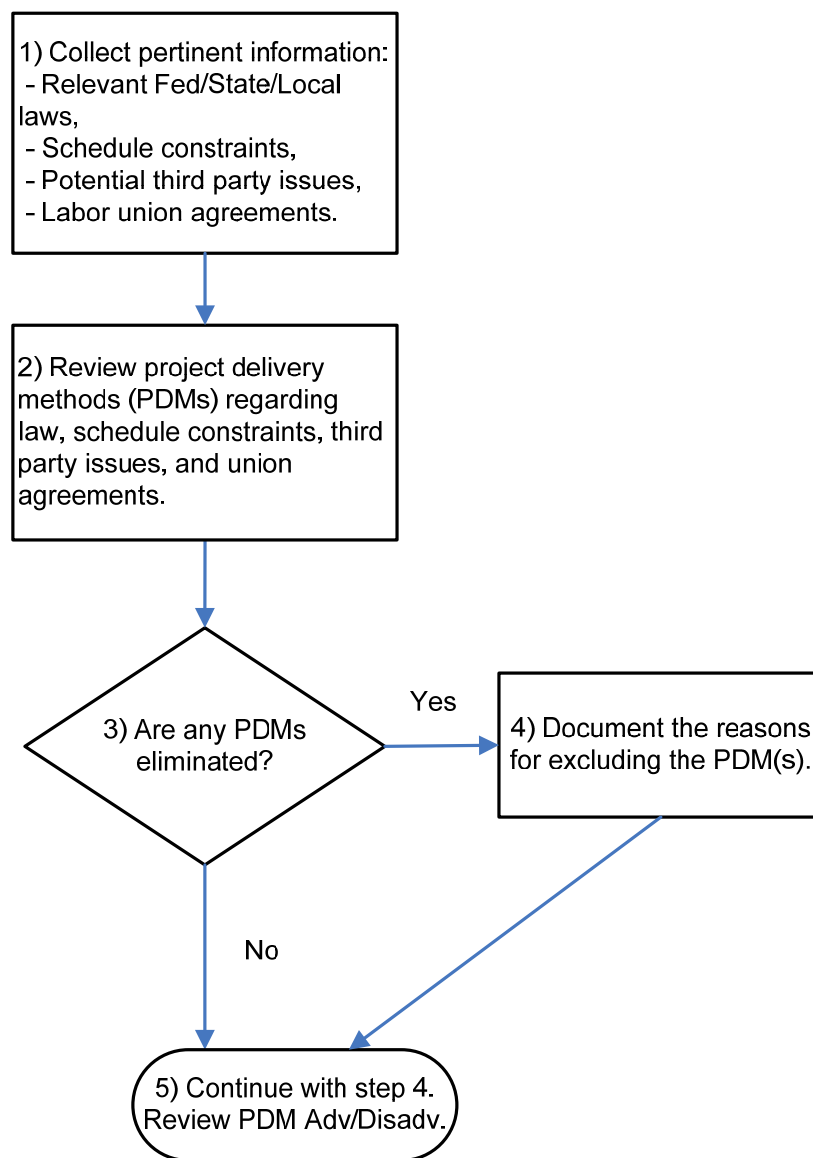 1) Collect pertinent information:
- Relevant Fed/State/Local
laws,
- Schedule constraints,
- Potential third party issues,
- Labor union agreements.
2) Review project delivery
methods (PDMs) regarding
law, schedule constraints, third
party issues, and union
agreements.
3) Are any PDMs
eliminated?
Yes
4) Document the reasons
for excluding the PDM(s).
No
5) Continue with step 4.
Review PDM Adv/Disadv.